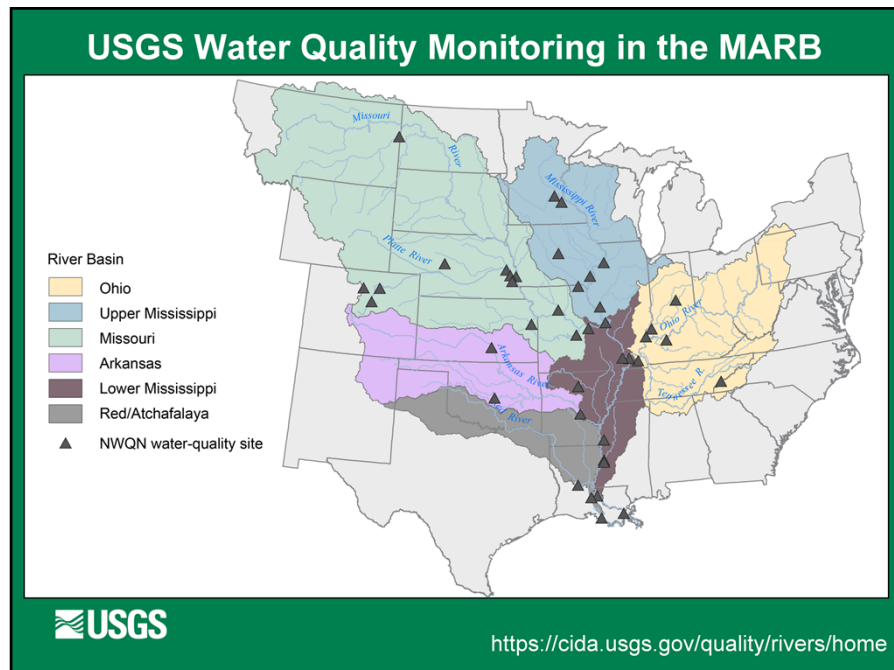 USGS Water Quality Monitoring in the MARB
Missouri
River
Mississippi River
Platte River
Ohio River
Arkansas River
Tennessee R.
River
River Basin
Ohio
Upper Mississippi
Missouri
Arkansas
Lower Mississippi
Red/Atchafalaya
NWQN water-quality site
USGS
https://cida.usgs.gov/quality/rivers/home